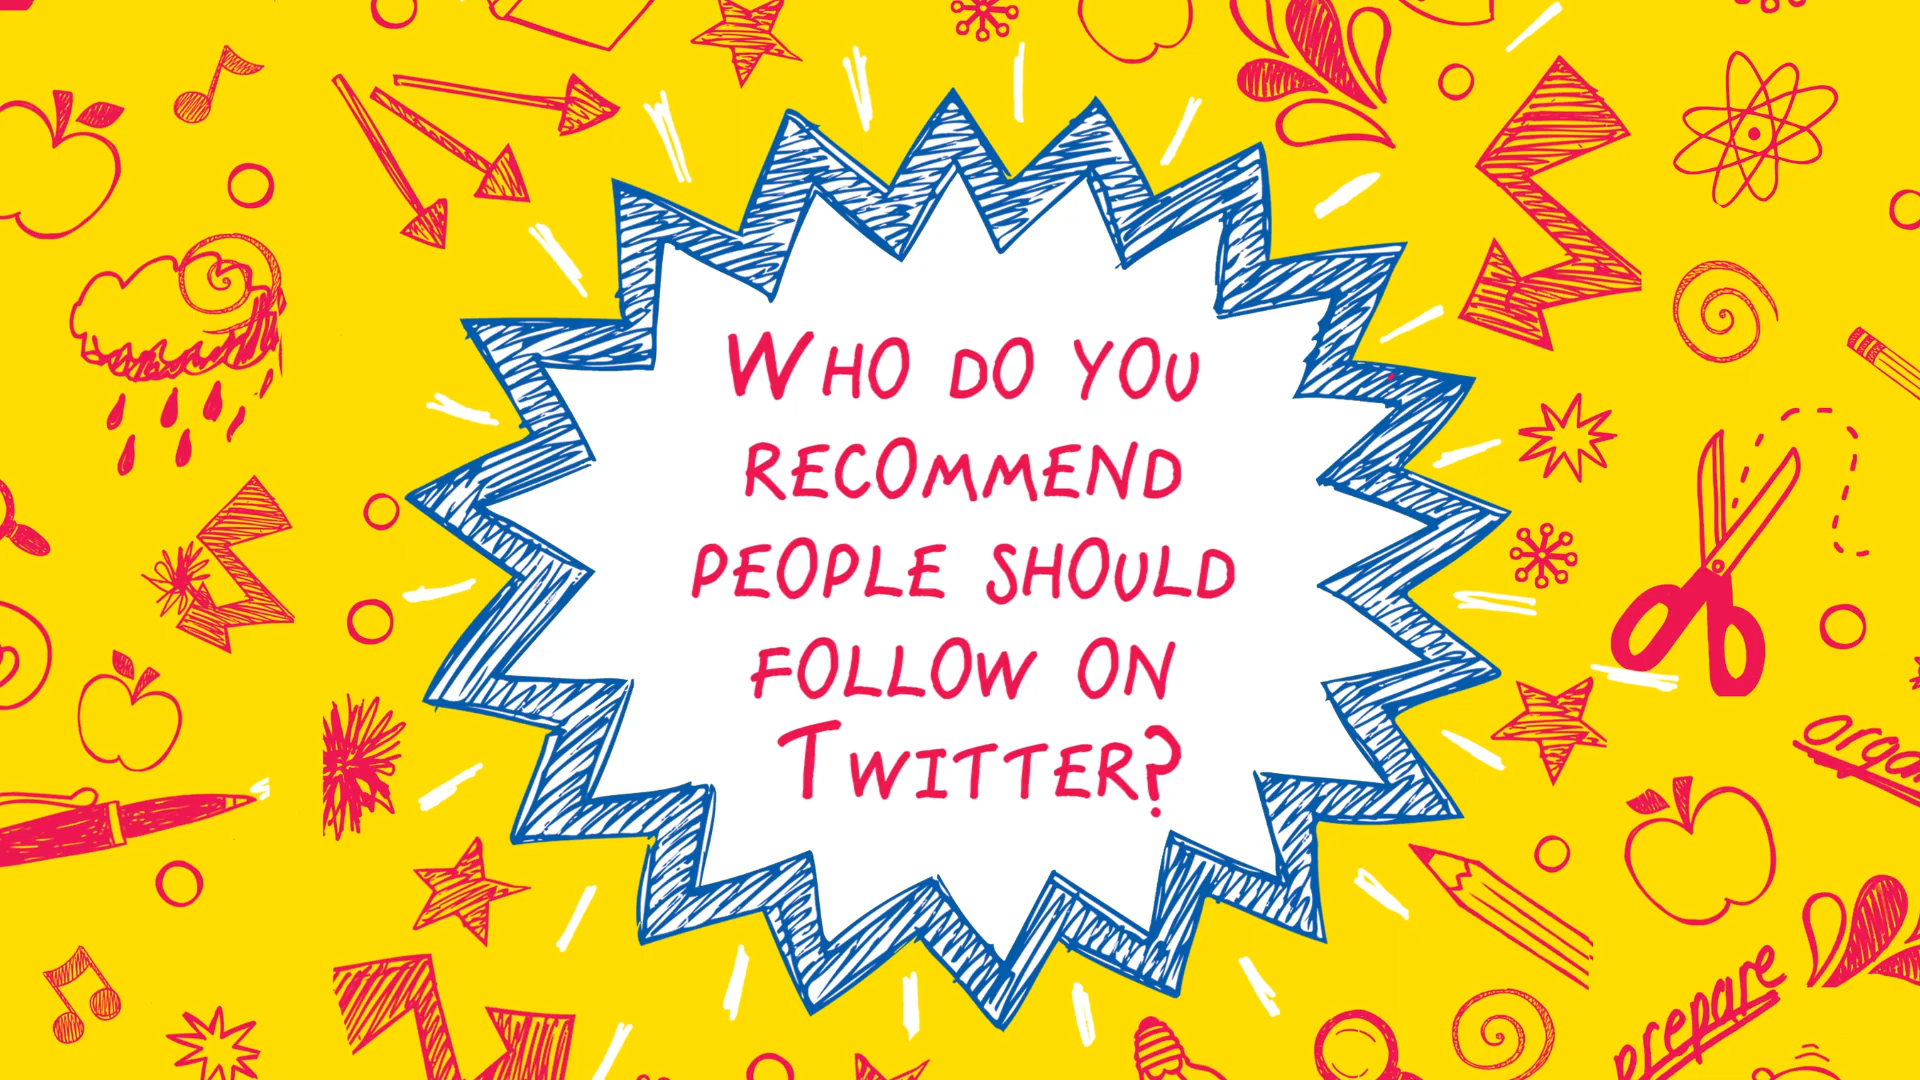 Who do you
recommend
people should
follow on
Twitter?
prepare